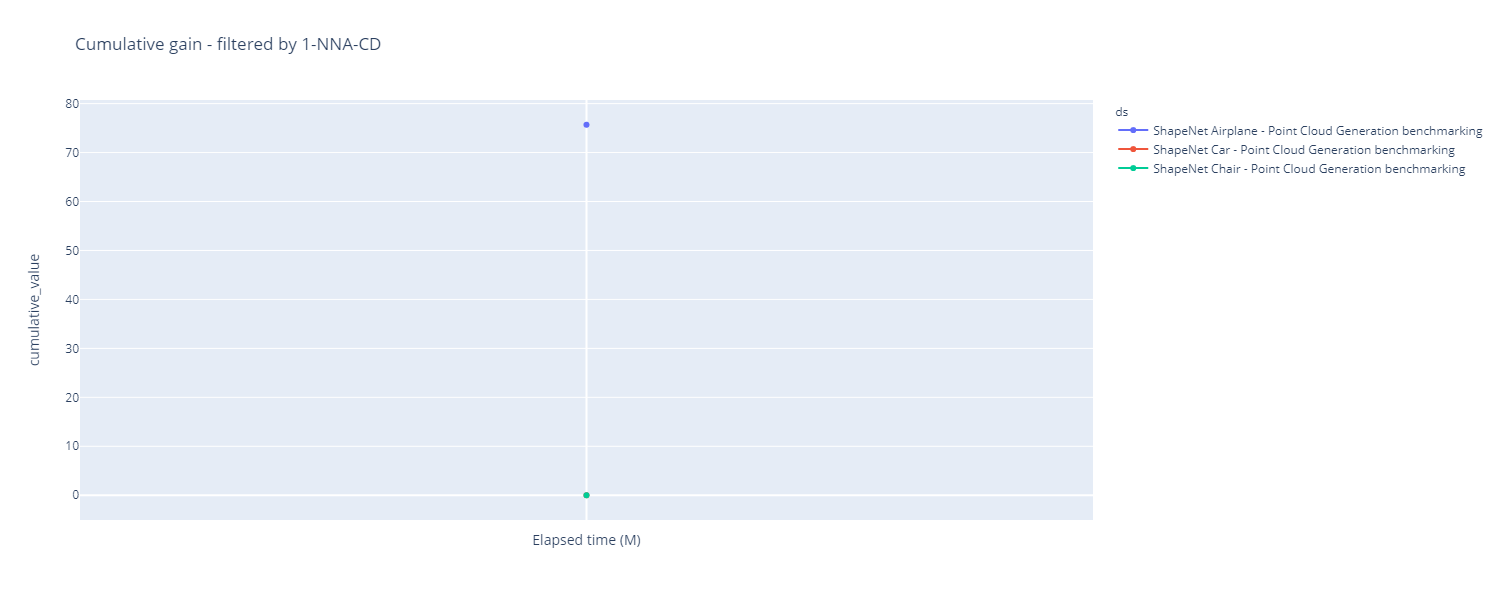 Cumulative gain - filtered by 1-NNA-CD
80
70
60
50
40
30
20
10
0
cumulative_value
Elapsed time (M)
ds
ShapeNet Airplane - Point Cloud Generation benchmarking
ShapeNet Car - Point Cloud Generation benchmarking
ShapeNet Chair - Point Cloud Generation benchmarking